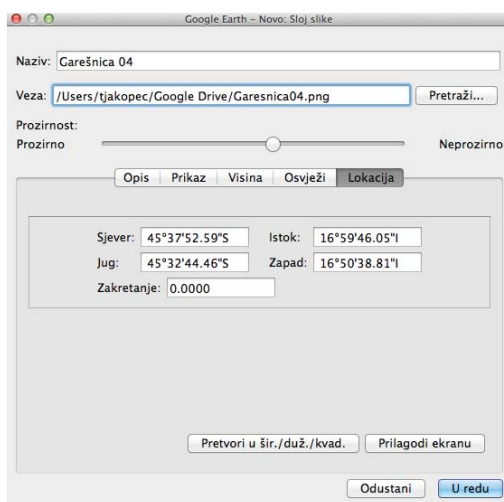 Google Earth – Novo: Sloj slike
Naziv: Garešnica 04
Veza: /Users/tjakopec/Google Drive/Garesnica04.png Pretraži...
Prozirnost:
Prozirno Neprozirno
Opis Prikaz Visina Osvježi Lokacija
Sjever: 45°37'52.59"S Istok: 16°59'46.05"I
Jug: 45°32'44.46"S Zapad: 16°50'38.81"I
Zakretanje: 0.0000
Pretvori u šir./duž./kvad. Prilagodi ekranu
Odustani U redu